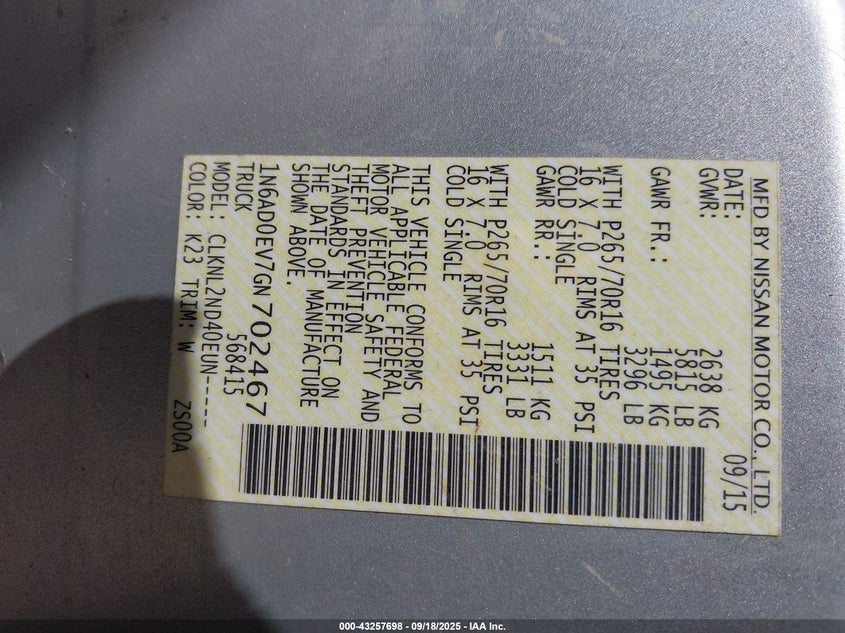 MFD BY NISSAN MOTOR CO., LTD.
DATE: 09/15
GVWR: 2638 KG
5815 LB
GAWR FR.: 1495 KG
3296 LB
WITH P265//70R16 TIRES
16 X 7.0 RIMS AT 35 PSI
COLD SINGLE
GAWR RR.: 1511 KG
3331 LB
WITH P265//70R16 TIRES
16 X 7.0 RIMS AT 35 PSI
COLD SINGLE
THIS VEHICLE CONFORMS TO
ALL APPLICABLE FEDERAL
MOTOR VEHICLE SAFETY AND
THEFT PREVENTION
STANDARDS IN EFFECT ON
THE DATE OF MANUFACTURE
SHOWN ABOVE.
1N6AD0EV7GN702467
TRUCK 568415
MODEL: CLKNL2ND40EUN-----
COLOR: K23 TRIM: W ZS00A
000-43257698 - 09/18/2025 - IAA Inc.